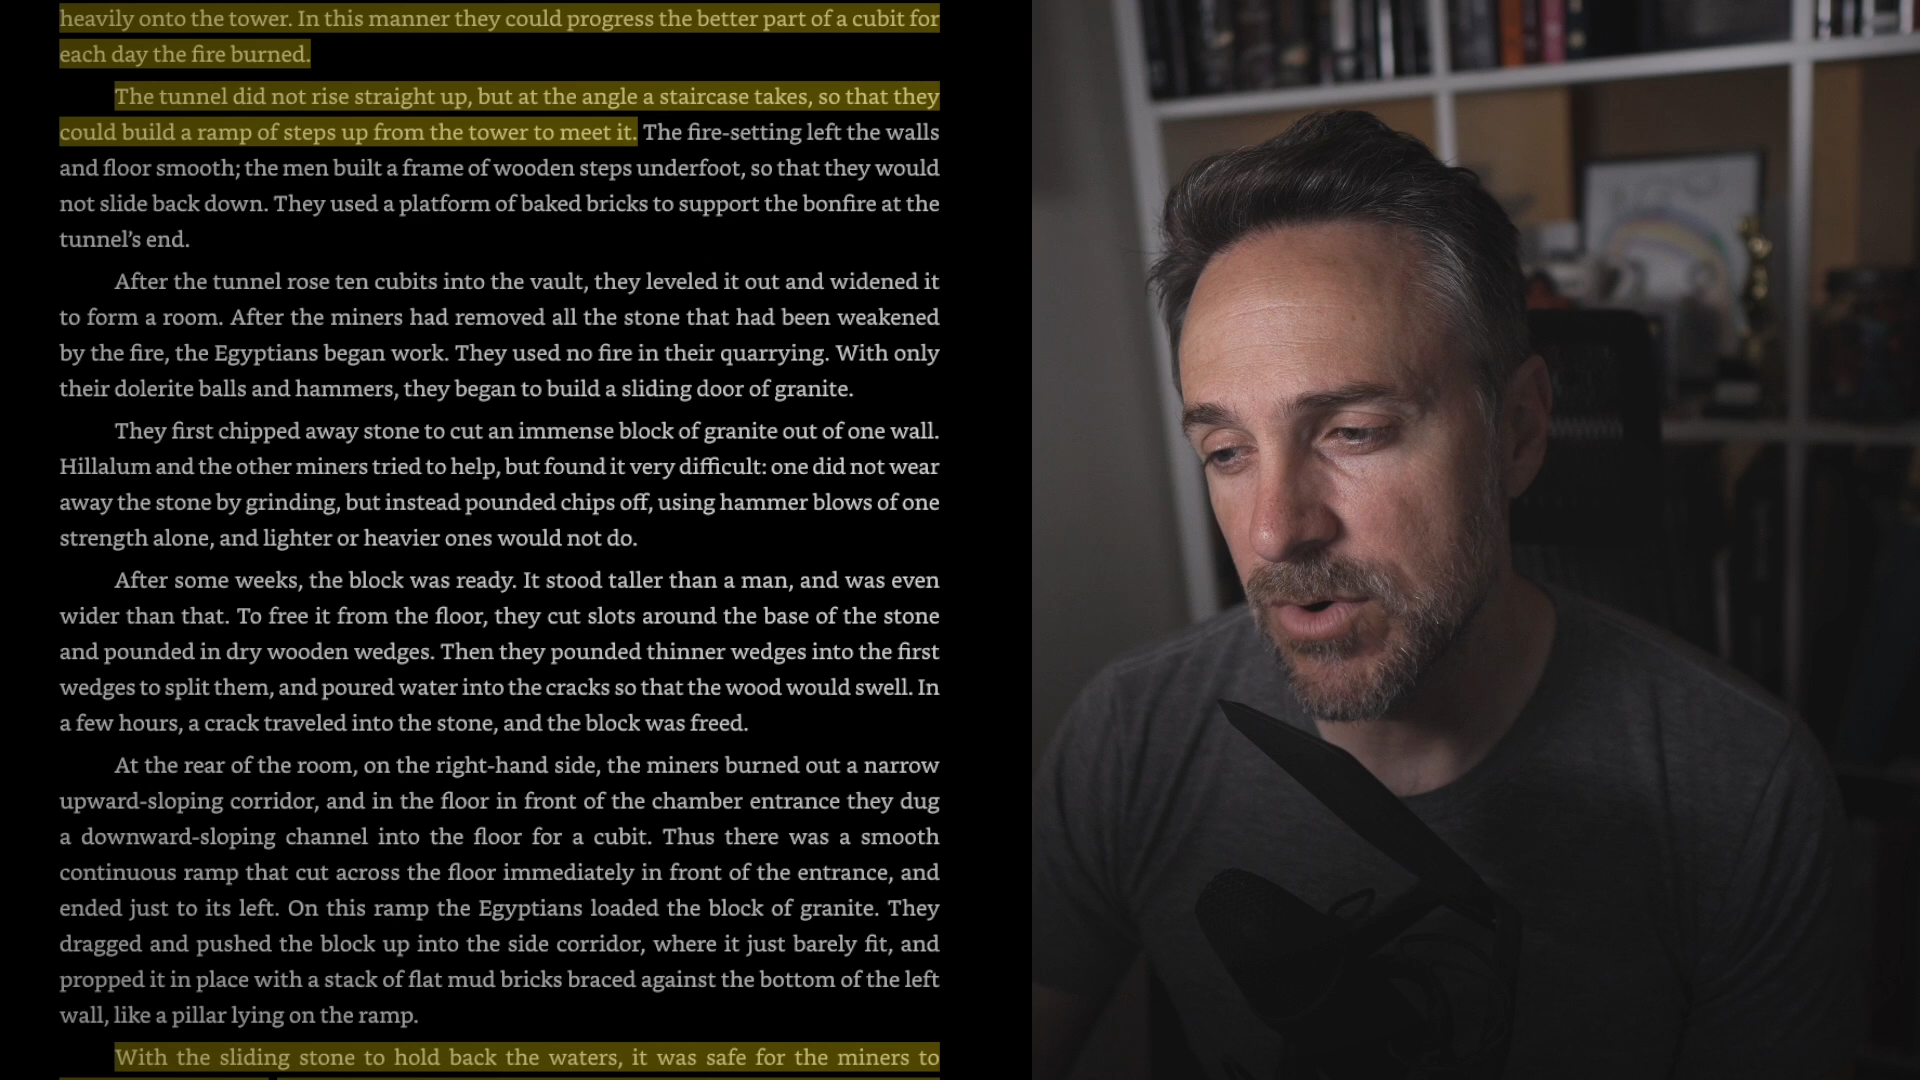 heavily onto the tower. In this manner they could progress the better part of a cubit for
each day the fire burned.
The tunnel did not rise straight up, but at the angle a staircase takes, so that they
could build a ramp of steps up from the tower to meet it. The fire-setting left the walls
and floor smooth; the men built a frame of wooden steps underfoot, so that they would
not slide back down. They used a platform of baked bricks to support the bonfire at the
tunnel’s end.
After the tunnel rose ten cubits into the vault, they leveled it out and widened it
to form a room. After the miners had removed all the stone that had been weakened
by the fire, the Egyptians began work. They used no fire in their quarrying. With only
their dolerite balls and hammers, they began to build a sliding door of granite.
They first chipped away stone to cut an immense block of granite out of one wall.
Hillalum and the other miners tried to help, but found it very difficult: one did not wear
away the stone by grinding, but instead pounded chips off, using hammer blows of one
strength alone, and lighter or heavier ones would not do.
After some weeks, the block was ready. It stood taller than a man, and was even
wider than that. To free it from the floor, they cut slots around the base of the stone
and pounded in dry wooden wedges. Then they pounded thinner wedges into the first
wedges to split them, and poured water into the cracks so that the wood would swell. In
a few hours, a crack traveled into the stone, and the block was freed.
At the rear of the room, on the right-hand side, the miners burned out a narrow
upward-sloping corridor, and in the floor in front of the chamber entrance they dug
a downward-sloping channel into the floor for a cubit. Thus there was a smooth
continuous ramp that cut across the floor immediately in front of the entrance, and
ended just to its left. On this ramp the Egyptians loaded the block of granite. They
dragged and pushed the block up into the side corridor, where it just barely fit, and
propped it in place with a stack of flat mud bricks braced against the bottom of the left
wall, like a pillar lying on the ramp.
With the sliding stone to hold back the waters, it was safe for the miners to